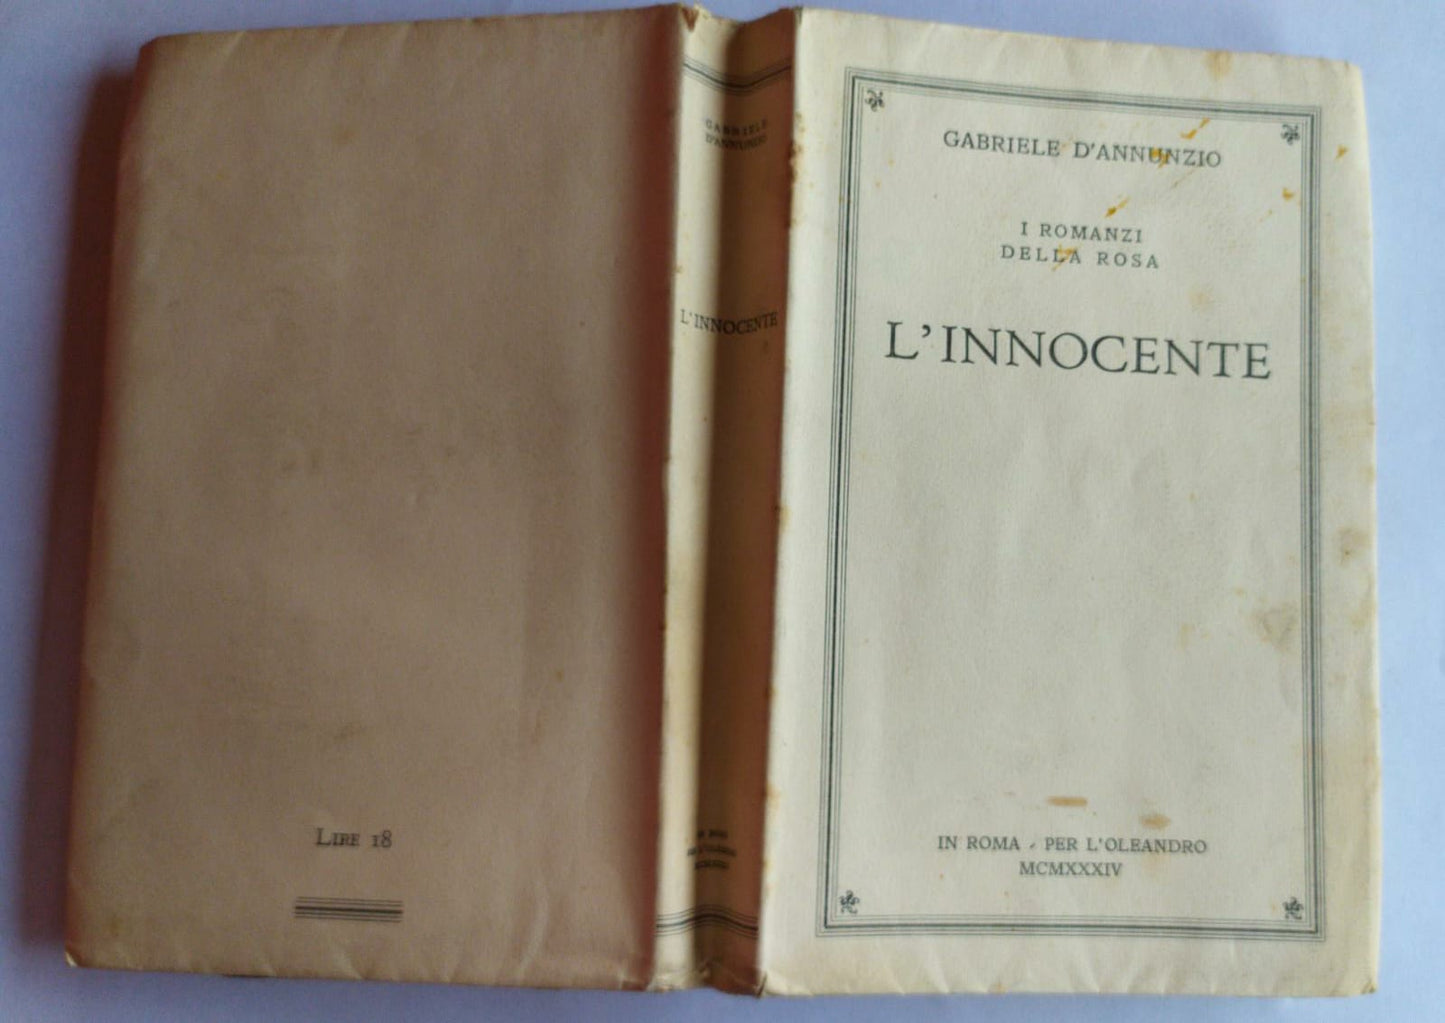 LIRE 18
GABRIELE
D'ANNUNZIO
L'INNOCENTE
GABRIELE D'ANNUNZIO
I ROMANZI
DELLA ROSA
L'INNOCENTE
IN ROMA - PER L'OLEANDRO
MCMXXXIV